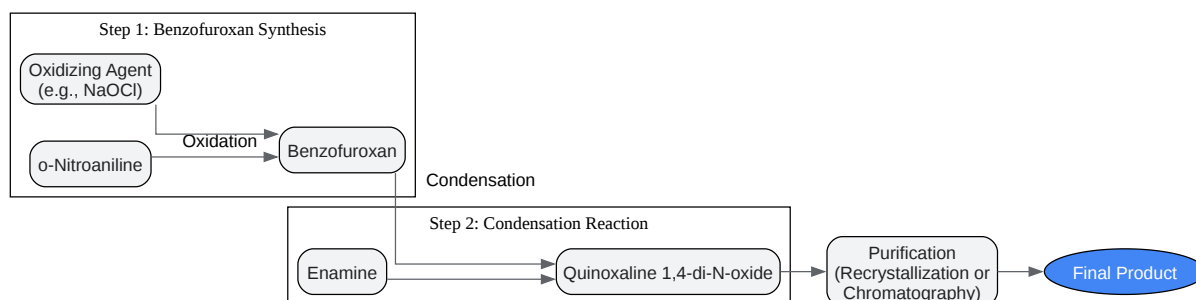 Step 1: Benzofuroxan Synthesis
Oxidizing Agent
(e.g., NaOCl)
Oxidation
o-Nitroaniline
Benzofuroxan
Condensation
Step 2: Condensation Reaction
Enamine
Quinoxaline 1,4-di-N-oxide
Purification
(Recrystallization or
Chromatography)
Final Product